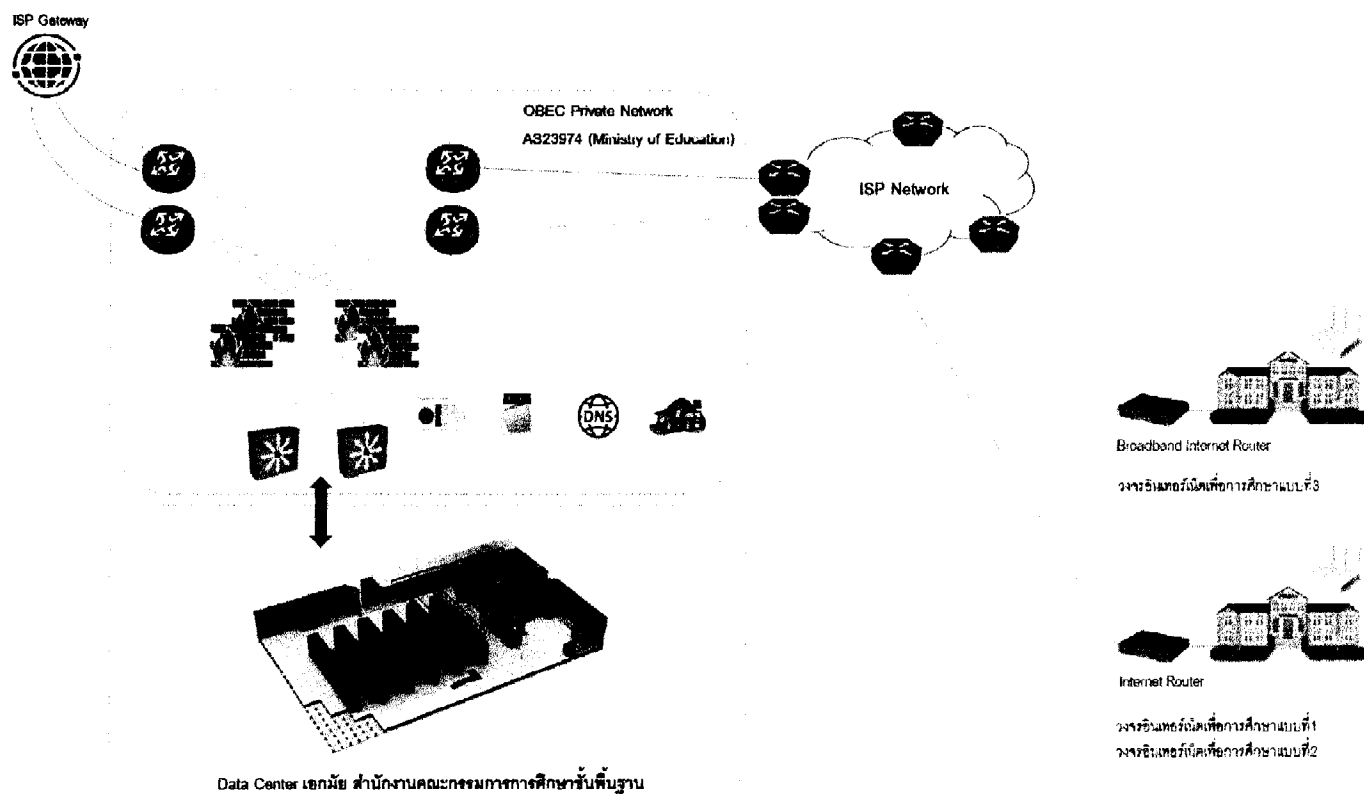 ISP Gateway
OBEC Private Network
AS23974 (Ministry of Education)
ISP Network
DNS
Broadband Internet Router
วงจรอินเทอร์เน็ตเพื่อการศึกษาแบบที่3
Internet Router
วงจรอินเทอร์เน็ตเพื่อการศึกษาแบบที่1
วงจรอินเทอร์เน็ตเพื่อการศึกษาแบบที่2
Data Center เอกมัย สำนักงานคณะกรรมการการศึกษาขั้นพื้นฐาน